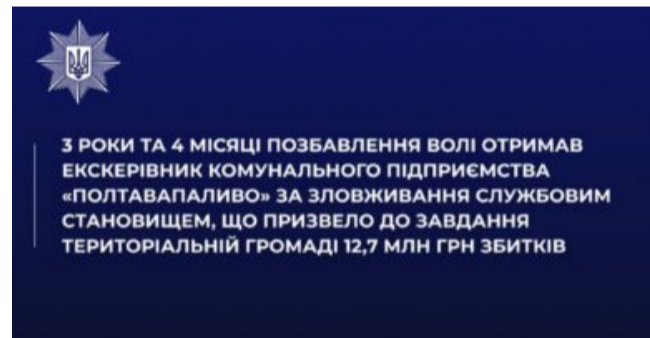 3 РОКИ ТА 4 МІСЯЦІ ПОЗБАВЛЕННЯ ВОЛІ ОТРИМАВ
ЕКСКЕРІВНИК КОМУНАЛЬНОГО ПІДПРИЄМСТВА
«ПОЛТАВАПАЛИВО» ЗА ЗЛОВЖИВАННЯ СЛУЖБОВИМ
СТАНОВИЩЕМ, ЩО ПРИЗВЕЛО ДО ЗАВДАННЯ
ТЕРИТОРІАЛЬНІЙ ГРОМАДІ 12,7 МЛН ГРН ЗБИТКІВ